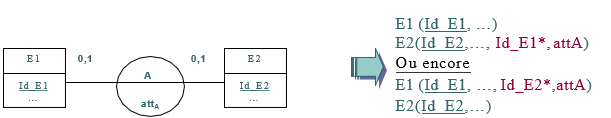 E1
Id_E1
...
0,1
A
attA
0,1
E2
Id_E2
...
E1 (Id_E1, ...)
E2(Id_E2,..., Id_E1*,attA)
Ou encore
E1 (Id_E1, ..., Id_E2*,attA)
E2(Id_E2,...)